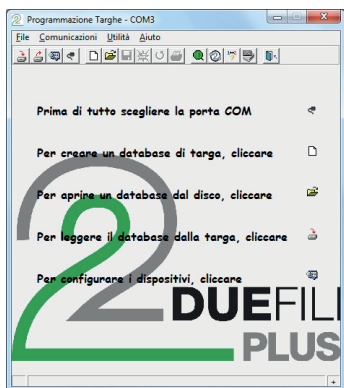 Programmazione Targhe - COM3
File Comunicazioni Utilità Aiuto
Prima di tutto scegliere la porta COM
Per creare un database di targa, cliccare
Per aprire un database dal disco, cliccare
Per leggere il database dalla targa, cliccare
Per configurare i dispositivi, cliccare
2
DUEFILI
PLUS